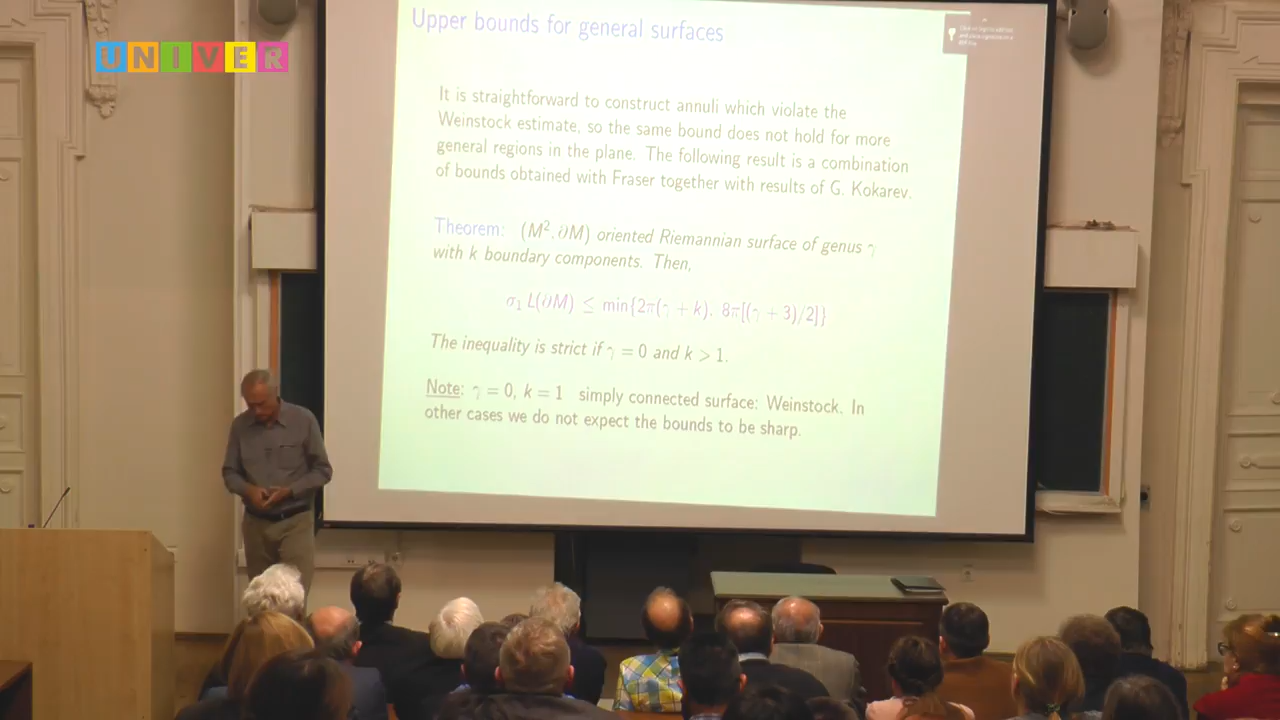 UNIVER
Upper bounds for general surfaces
It is straightforward to construct annuli which violate the
Weinstock estimate, so the same bound does not hold for more
general regions in the plane. The following result is a combination
of bounds obtained with Fraser together with results of G. Kokarev.
Theorem: (M², ∂M) oriented Riemannian surface of genus γ
with k boundary components. Then,
σ₁L(∂M) ≤ min{2π(γ + k), 8π[(γ + 3)/2]}
The inequality is strict if γ = 0 and k > 1.
Note: γ = 0, k = 1 simply connected surface: Weinstock. In
other cases we do not expect the bounds to be sharp.